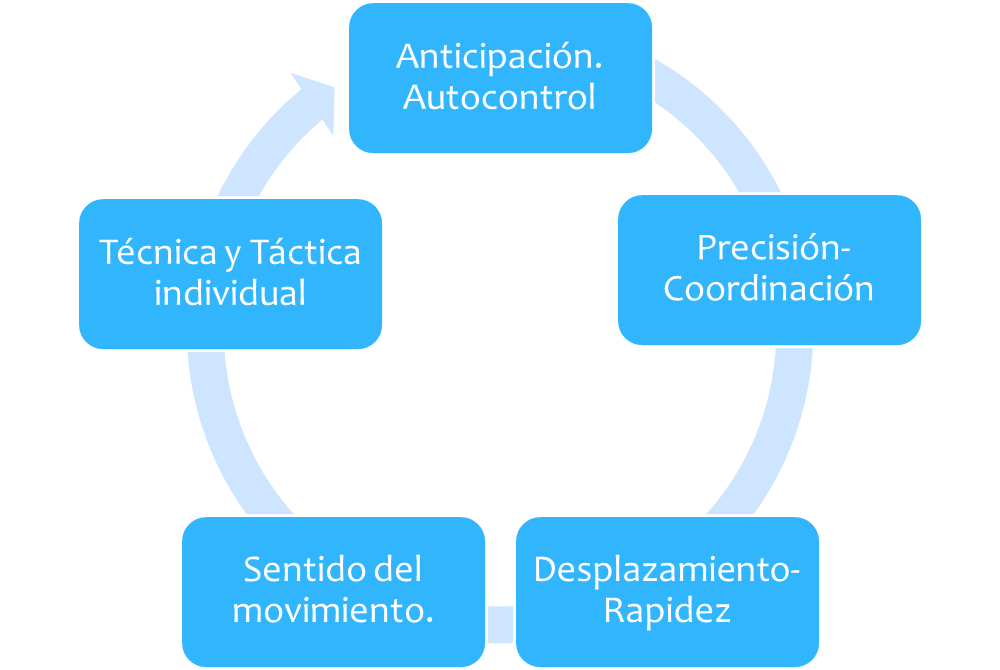 Anticipación.
Autocontrol
Precisión-
Coordinación
Desplazamiento-
Rapidez
Sentido del
movimiento.
Técnica y Táctica
individual